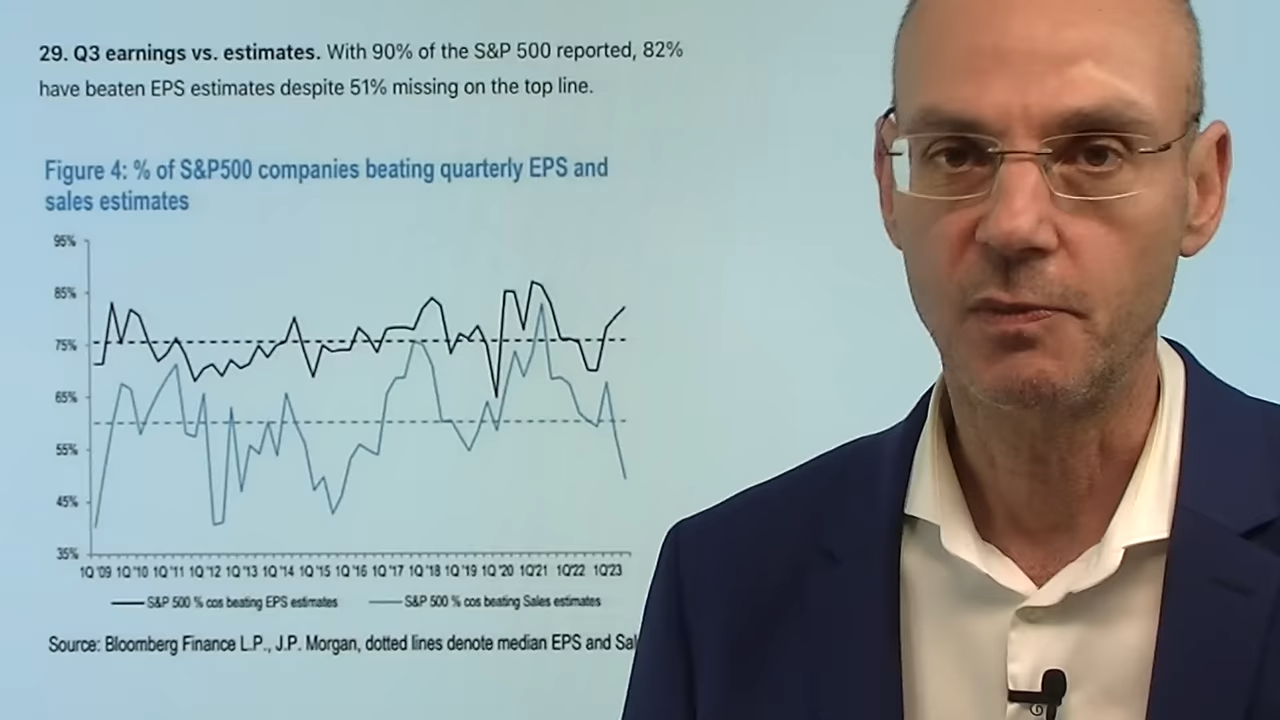 29. Q3 earnings vs. estimates. With 90% of the S&P 500 reported, 82%
have beaten EPS estimates despite 51% missing on the top line.
Figure 4: % of S&P500 companies beating quarterly EPS and
sales estimates
95%
85%
75%
65%
55%
45%
35%
1Q '09 1Q '10 1Q '11 1Q '12 1Q '13 1Q '14 1Q '15 1Q '16 1Q '17 1Q '18 1Q '19 1Q '20 1Q'21 1Q'22 1Q'23
S&P 500 % cos beating EPS estimates S&P 500 % cos beating Sales estimates
Source: Bloomberg Finance L.P., J.P. Morgan, dotted lines denote median EPS and Sal